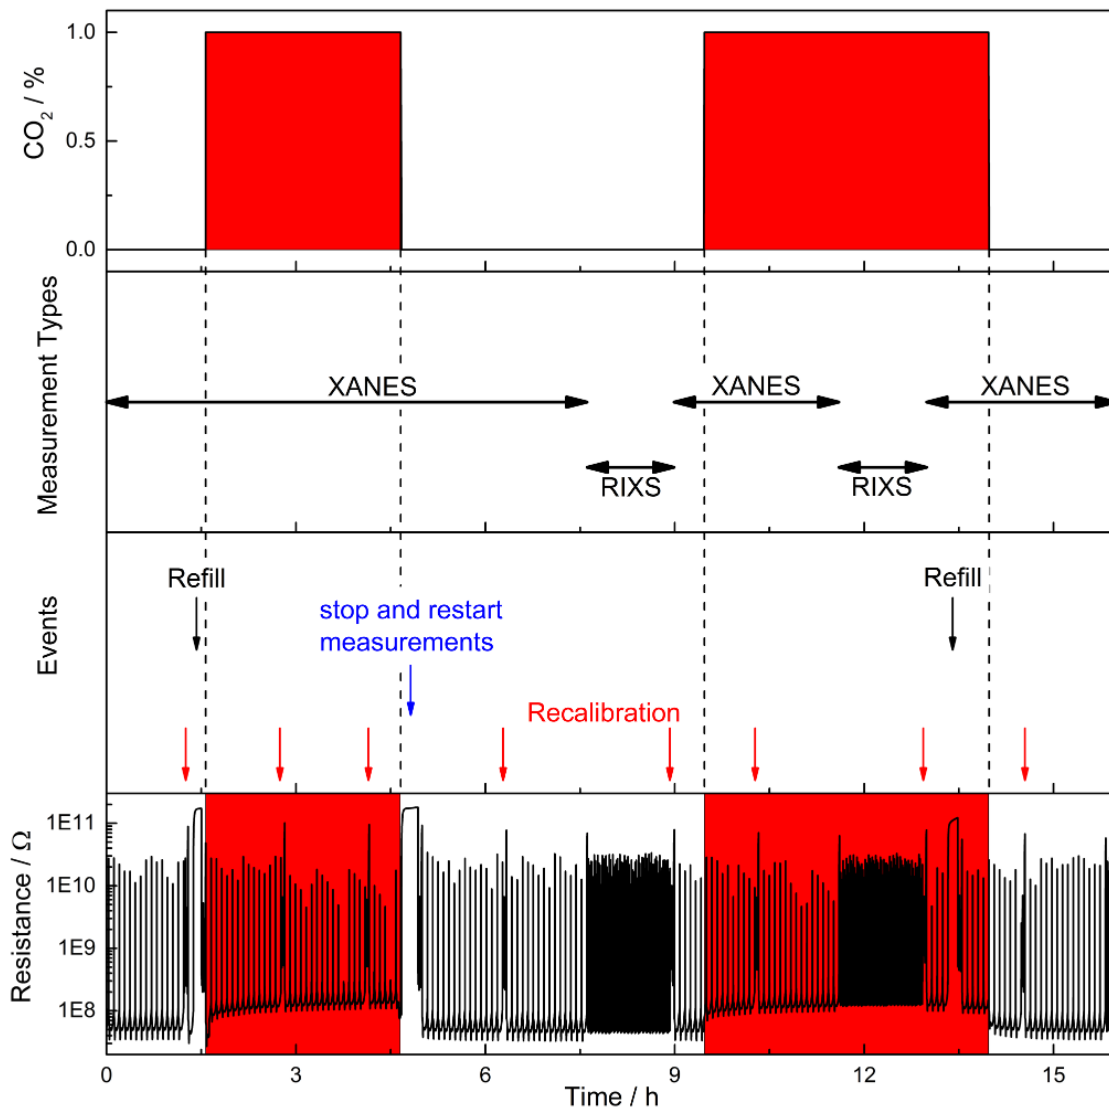 CO2 / %
1.0
0.5
0.0
Measurement Types
XANES
XANES
XANES
RIXS
RIXS
Events
Refill
Refill
stop and restart
measurements
Recalibration
Resistance / Ω
1E11
1E10
1E9
1E8
0
3
6
9
12
15
Time / h